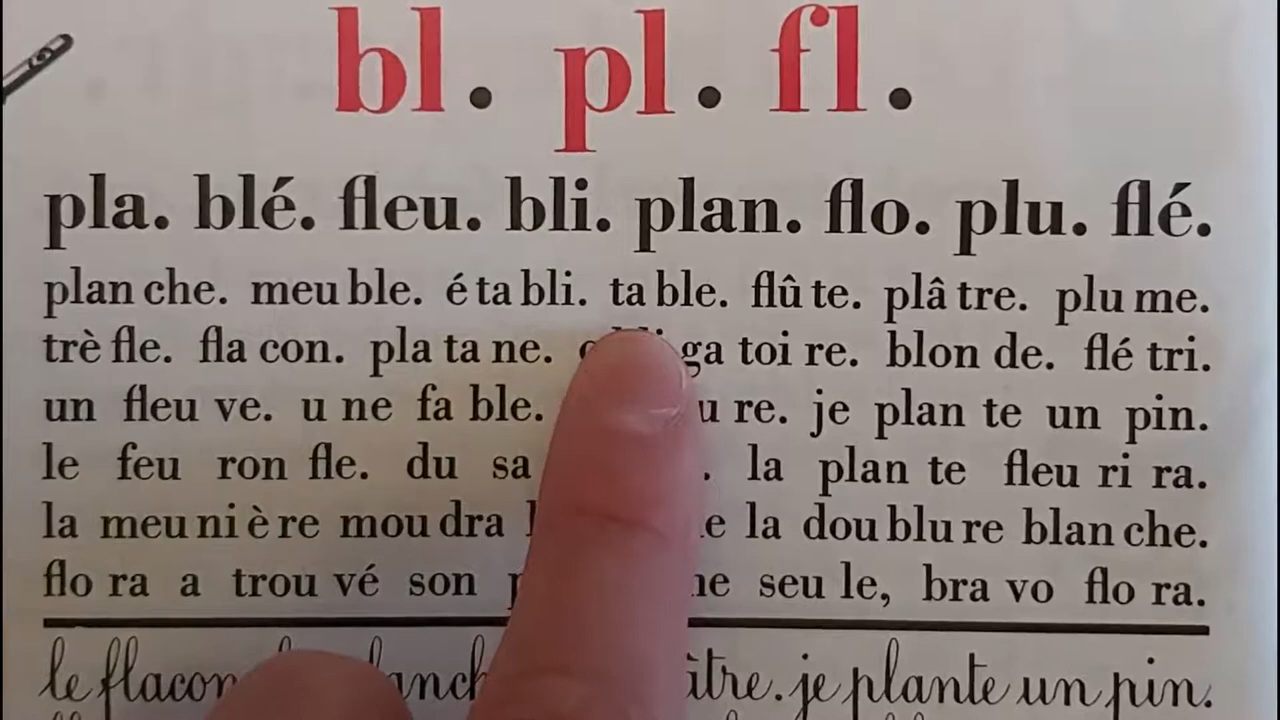 bl. pl. fl.
pla. blé. fleu. bli. plan. flo. plu. flé.
plan che. meu ble. é ta bli. ta ble. flû te. plâ tre. plu me.
trè fle. fla con. pla ta ne. ga toi re. blon de. flé tri.
un fleu ve. u ne fa ble. u re. je plan te un pin.
le feu ron fle. du sa . la plan te fleu ri ra.
la meu ni è re mou dra la dou blu re blan che.
flo ra a trou vé son seu le, bra vo flo ra.
le flacon je plante un pin.